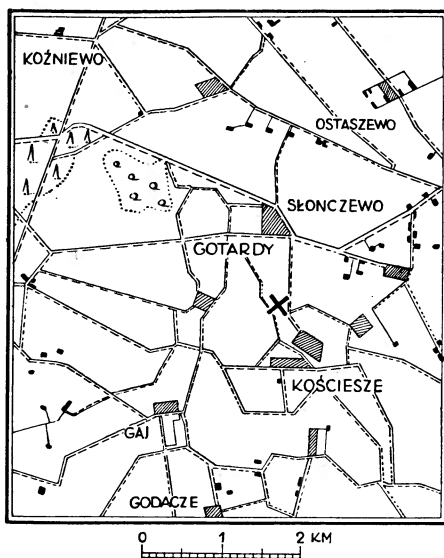 KOŹNIEWO
OSTASZEWO
SŁONCZEWO
GOTARDY
KOŚCIESZE
GAJ
GODACZE
0 1 2 KM